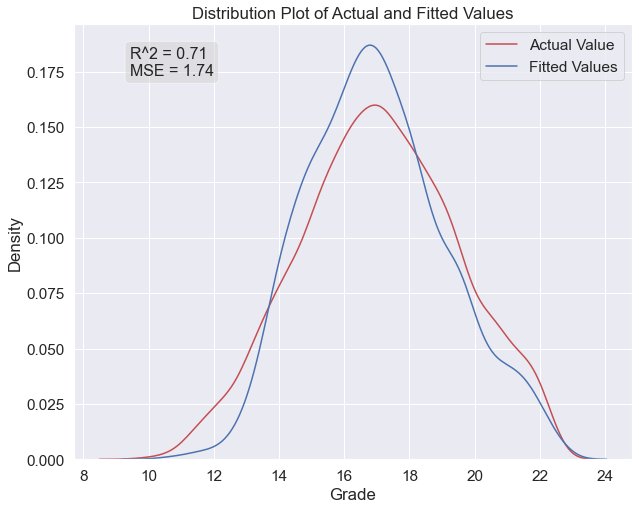 Distribution Plot of Actual and Fitted Values
R^2 = 0.71
MSE = 1.74
Actual Value
Fitted Values
Density
0.175
0.150
0.125
0.100
0.075
0.050
0.025
0.000
8 10 12 14 16 18 20 22 24
Grade